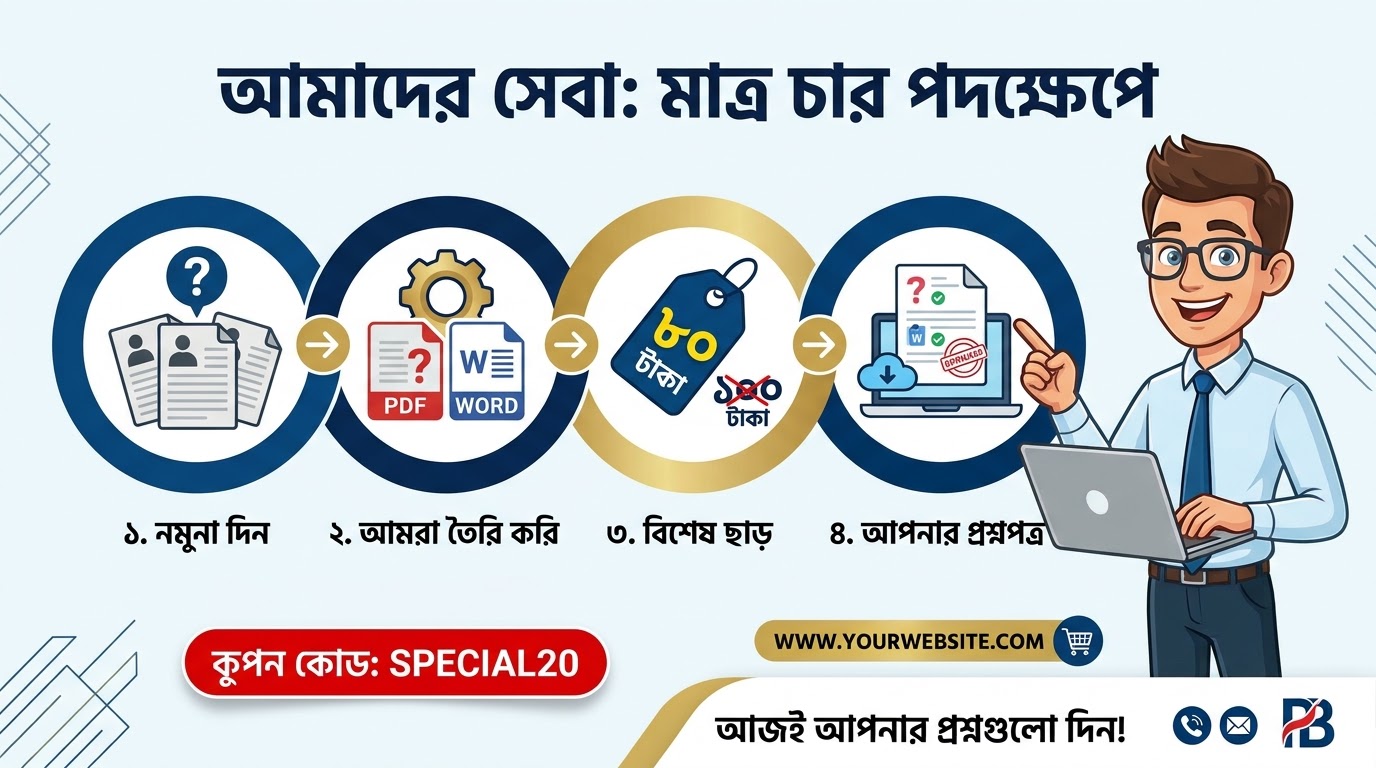 আমাদের সেবা: মাত্র চার পদক্ষেপে
?
?
PDF
W
WORD
৮০
টাকা
১০০
টাকা
?
W
১. নমুনা দিন
২. আমরা তৈরি করি
৩. বিশেষ ছাড়
৪. আপনার প্রশ্নপত্র
কুপন কোড: SPECIAL20
WWW.YOURWEBSITE.COM
আজই আপনার প্রশ্নগুলো দিন!
PB